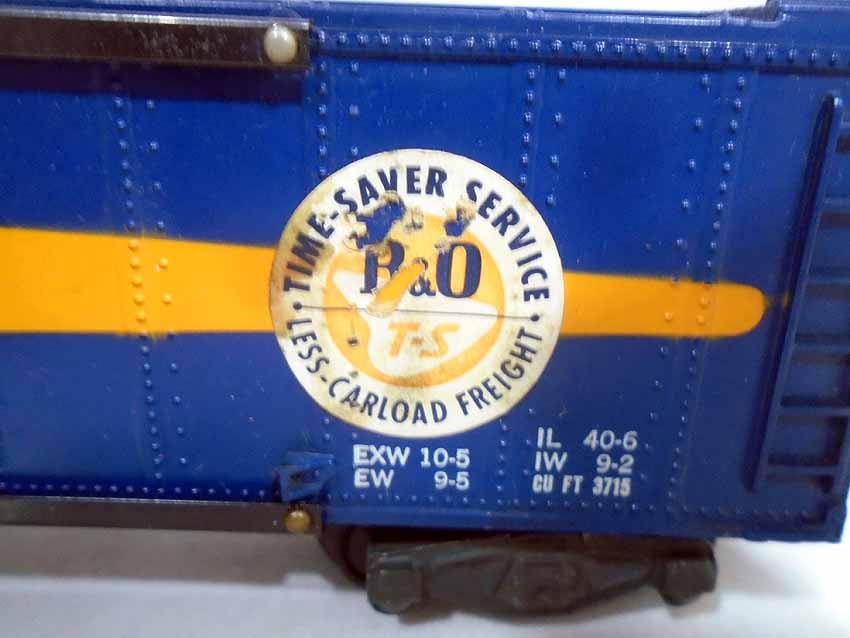 TIME-SAVER SERVICE
B&O
T-S
LESS-CARLOAD FREIGHT
EXW 10-5
EW 9-5
IL 40-6
IW 9-2
CU FT 3715